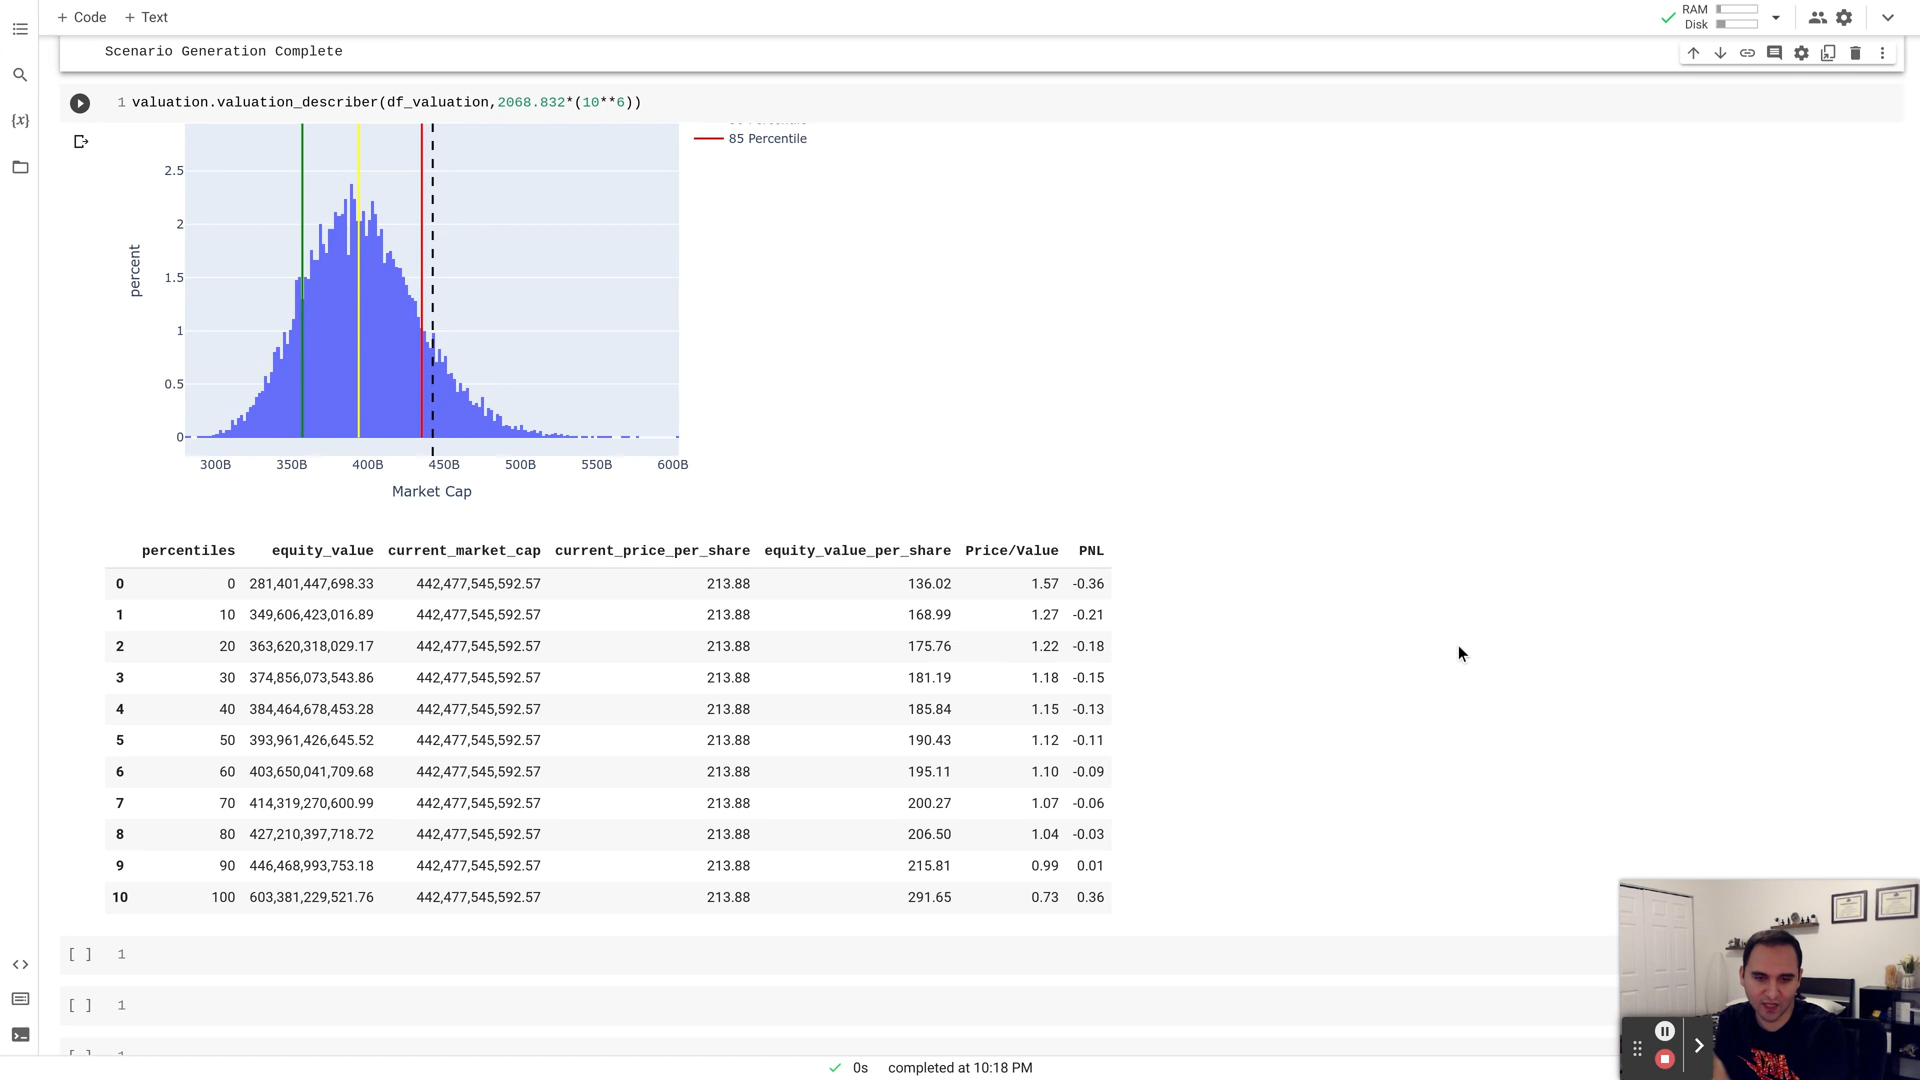 + Code + Text
RAM
Disk
Scenario Generation Complete
{x}
1 valuation.valuation_describer(df_valuation,2068.832*(10**6))
85 Percentile
2.5
2
1.5
1
0.5
0
percent
300B 350B 400B 450B 500B 550B 600B
Market Cap
percentiles equity_value current_market_cap current_price_per_share equity_value_per_share Price/Value PNL
0 0 281,401,447,698.33 442,477,545,592.57 213.88 136.02 1.57 -0.36
1 10 349,606,423,016.89 442,477,545,592.57 213.88 168.99 1.27 -0.21
2 20 363,620,318,029.17 442,477,545,592.57 213.88 175.76 1.22 -0.18
3 30 374,856,073,543.86 442,477,545,592.57 213.88 181.19 1.18 -0.15
4 40 384,464,678,453.28 442,477,545,592.57 213.88 185.84 1.15 -0.13
5 50 393,961,426,645.52 442,477,545,592.57 213.88 190.43 1.12 -0.11
6 60 403,650,041,709.68 442,477,545,592.57 213.88 195.11 1.10 -0.09
7 70 414,319,270,600.99 442,477,545,592.57 213.88 200.27 1.07 -0.06
8 80 427,210,397,718.72 442,477,545,592.57 213.88 206.50 1.04 -0.03
9 90 446,468,993,753.18 442,477,545,592.57 213.88 215.81 0.99 0.01
10 100 603,381,229,521.76 442,477,545,592.57 213.88 291.65 0.73 0.36
[ ] 1
[ ] 1
0s completed at 10:18 PM